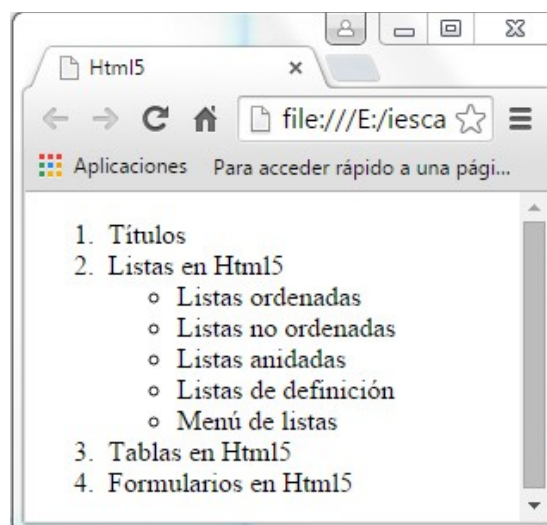 Html5
file:///E:/iesca
Aplicaciones Para acceder rápido a una pági...
1. Títulos
2. Listas en Html5
Listas ordenadas
Listas no ordenadas
Listas anidadas
Listas de definición
Menú de listas
3. Tablas en Html5
4. Formularios en Html5